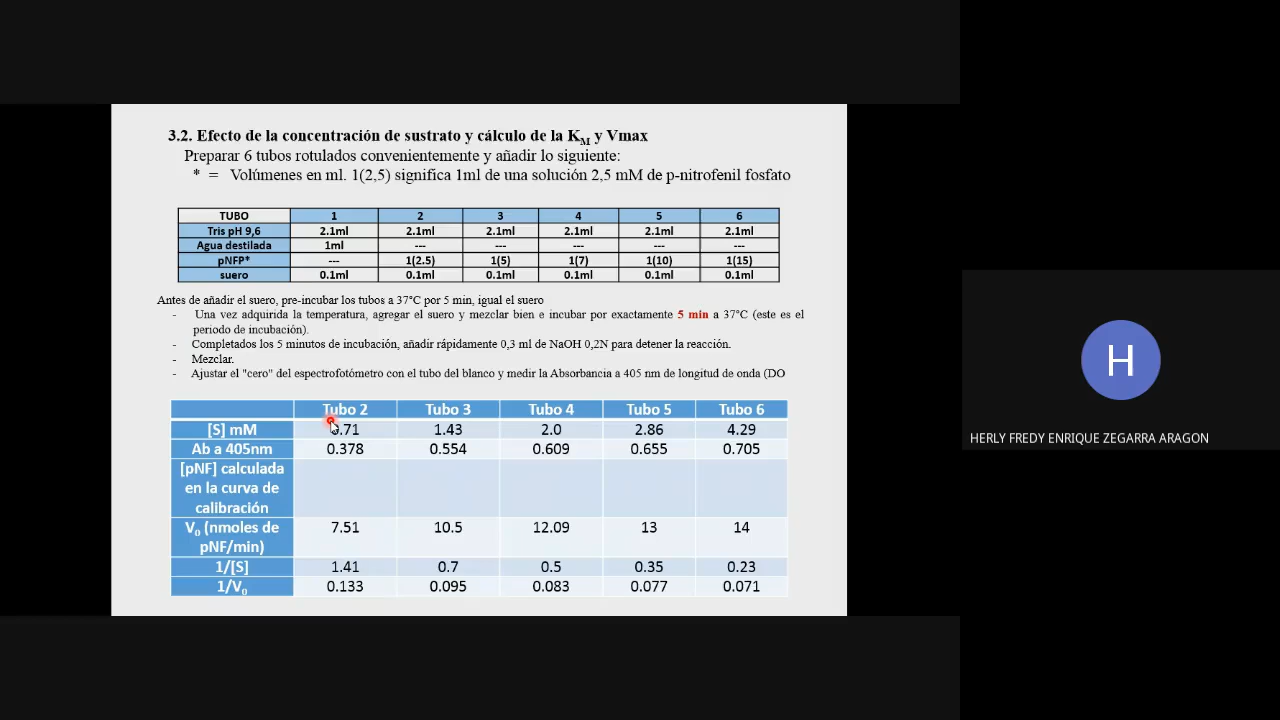 3.2. Efecto de la concentración de sustrato y cálculo de la KM y Vmax
Preparar 6 tubos rotulados convenientemente y añadir lo siguiente:
* = Volúmenes en ml. 1(2,5) significa 1ml de una solución 2,5 mM de p-nitrofenil fosfato
TUBO 1 2 3 4 5 6
Tris pH 9,6 2.1ml 2.1ml 2.1ml 2.1ml 2.1ml 2.1ml
Agua destilada 1ml --- --- --- --- ---
pNFP* --- 1(2.5) 1(5) 1(7) 1(10) 1(15)
suero 0.1ml 0.1ml 0.1ml 0.1ml 0.1ml 0.1ml
Antes de añadir el suero, pre-incubar los tubos a 37°C por 5 min, igual el suero
- Una vez adquirida la temperatura, agregar el suero y mezclar bien e incubar por exactamente 5 min a 37°C (este es el
periodo de incubación).
- Completados los 5 minutos de incubación, añadir rápidamente 0,3 ml de NaOH 0,2N para detener la reacción.
- Mezclar.
- Ajustar el "cero" del espectrofotómetro con el tubo del blanco y medir la Absorbancia a 405 nm de longitud de onda (DO
Tubo 2 Tubo 3 Tubo 4 Tubo 5 Tubo 6
[S] mM 0.71 1.43 2.0 2.86 4.29
Ab a 405nm 0.378 0.554 0.609 0.655 0.705
[pNF] calculada
en la curva de
calibración
V0 (nmoles de 7.51 10.5 12.09 13 14
pNF/min)
1/[S] 1.41 0.7 0.5 0.35 0.23
1/V0 0.133 0.095 0.083 0.077 0.071
H
HERLY FREDY ENRIQUE ZEGARRA ARAGON